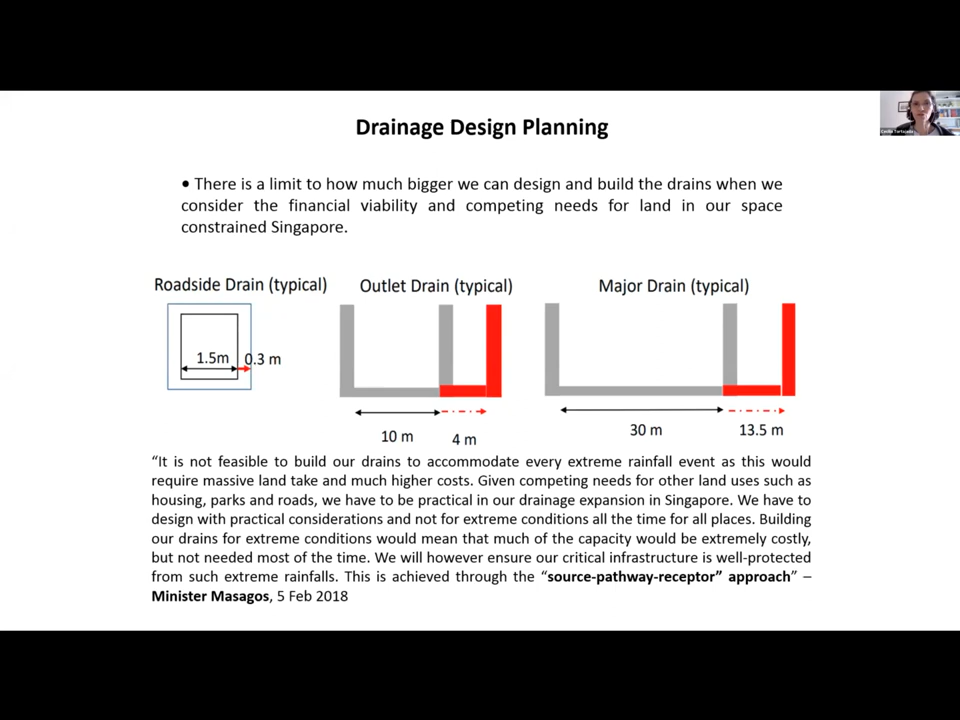 Drainage Design Planning
• There is a limit to how much bigger we can design and build the drains when we
consider the financial viability and competing needs for land in our space
constrained Singapore.
Roadside Drain (typical)
Outlet Drain (typical)
Major Drain (typical)
1.5m
0.3 m
10 m
4 m
30 m
13.5 m
“It is not feasible to build our drains to accommodate every extreme rainfall event as this would
require massive land take and much higher costs. Given competing needs for other land uses such as
housing, parks and roads, we have to be practical in our drainage expansion in Singapore. We have to
design with practical considerations and not for extreme conditions all the time for all places. Building
our drains for extreme conditions would mean that much of the capacity would be extremely costly,
but not needed most of the time. We will however ensure our critical infrastructure is well-protected
from such extreme rainfalls. This is achieved through the “source-pathway-receptor” approach” –
Minister Masagos, 5 Feb 2018